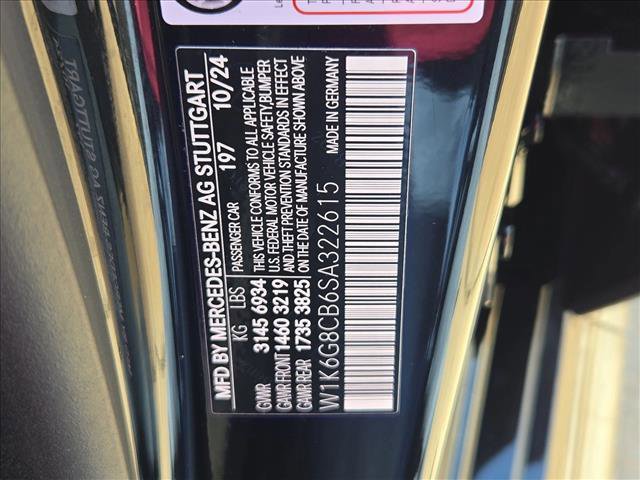 MFD BY MERCEDES-BENZ AG STUTTGART
197 10/24
KG LBS PASSENGER CAR
GVWR 3145 6934 THIS VEHICLE CONFORMS TO ALL APPLICABLE
GAWR FRONT 1460 3219 U.S. FEDERAL MOTOR VEHICLE SAFETY,BUMPER
GAWR REAR 1735 3825 AND THEFT PREVENTION STANDARDS IN EFFECT
ON THE DATE OF MANUFACTURE SHOWN ABOVE
W1K6G8CB6SA322615
MADE IN GERMANY